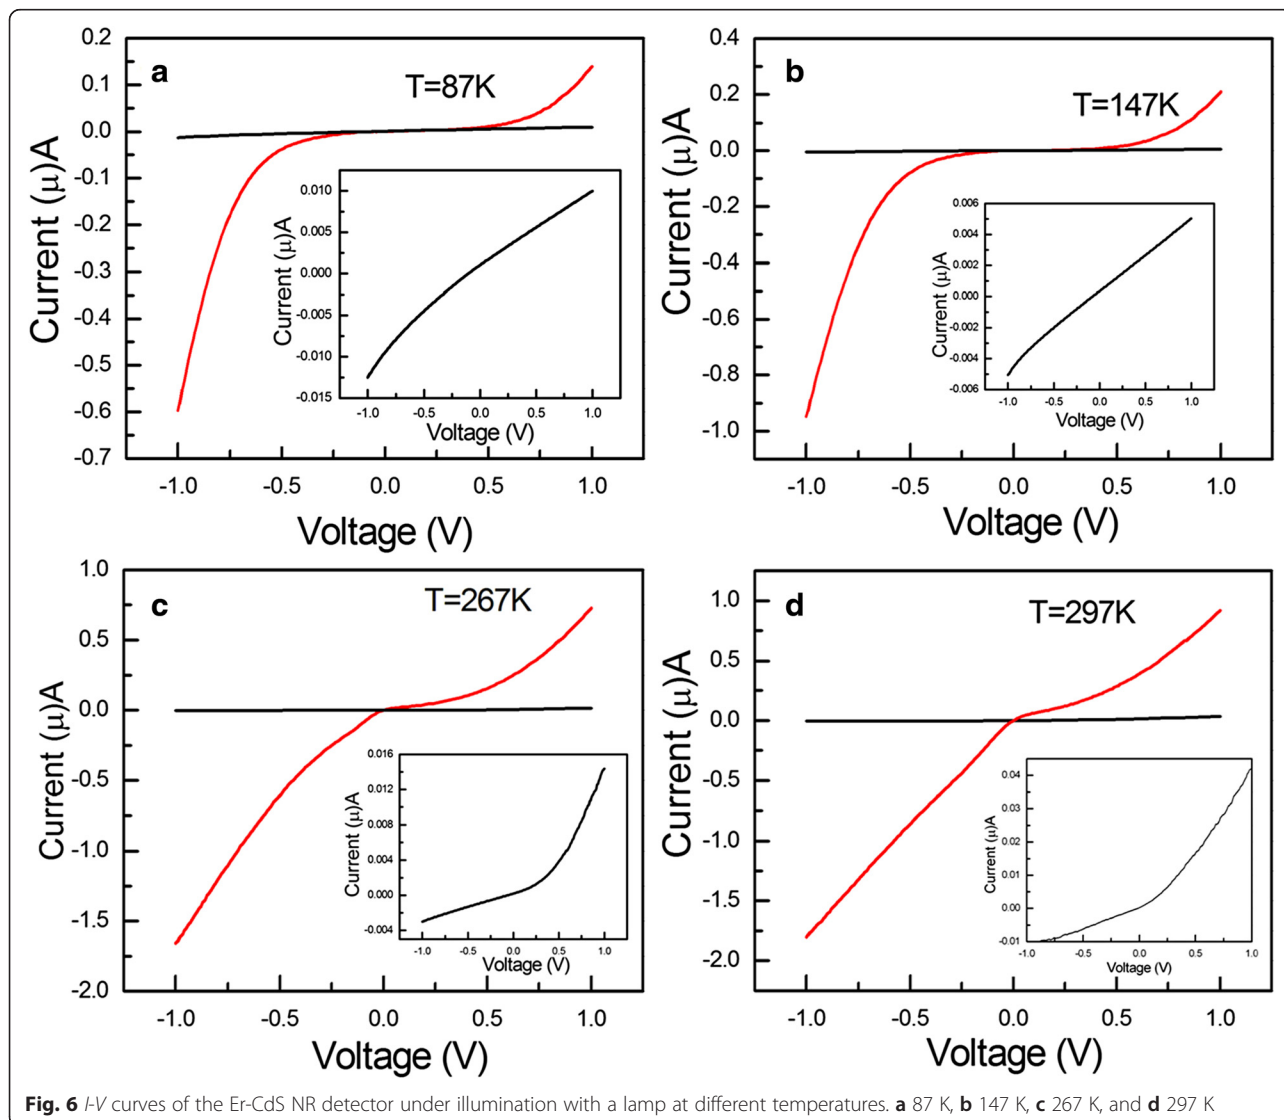 a
T=87K
0.2
0.1
0.0
-0.1
-0.2
-0.3
-0.4
-0.5
-0.6
-0.7
Current (μ)A
-1.0 -0.5 0.0 0.5 1.0
Voltage (V)
0.010
0.005
0.000
-0.005
-0.010
-0.015
Current (μ)A
-1.0 -0.5 0.0 0.5 1.0
Voltage (V)
b
T=147K
0.4
0.2
0.0
-0.2
-0.4
-0.6
-0.8
-1.0
Current (μ)A
-1.0 -0.5 0.0 0.5 1.0
Voltage (V)
0.006
0.004
0.002
0.000
-0.002
-0.004
-0.006
Current (μ)A
-1.0 -0.5 0.0 0.5 1.0
Voltage (V)
c
T=267K
1.0
0.5
0.0
-0.5
-1.0
-1.5
-2.0
Current (μ)A
-1.0 -0.5 0.0 0.5 1.0
Voltage (V)
0.016
0.012
0.008
0.004
0.000
-0.004
Current (μ)A
-1.0 -0.5 0.0 0.5 1.0
Voltage (V)
d
T=297K
1.0
0.5
0.0
-0.5
-1.0
-1.5
-2.0
Current (μ)A
-1.0 -0.5 0.0 0.5 1.0
Voltage (V)
0.04
0.03
0.02
0.01
0.00
-0.01
Current (μ)A
-1.0 -0.5 0.0 0.5 1.0
Voltage (V)
Fig. 6 I-V curves of the Er-CdS NR detector under illumination with a lamp at different temperatures. a 87 K, b 147 K, c 267 K, and d 297 K